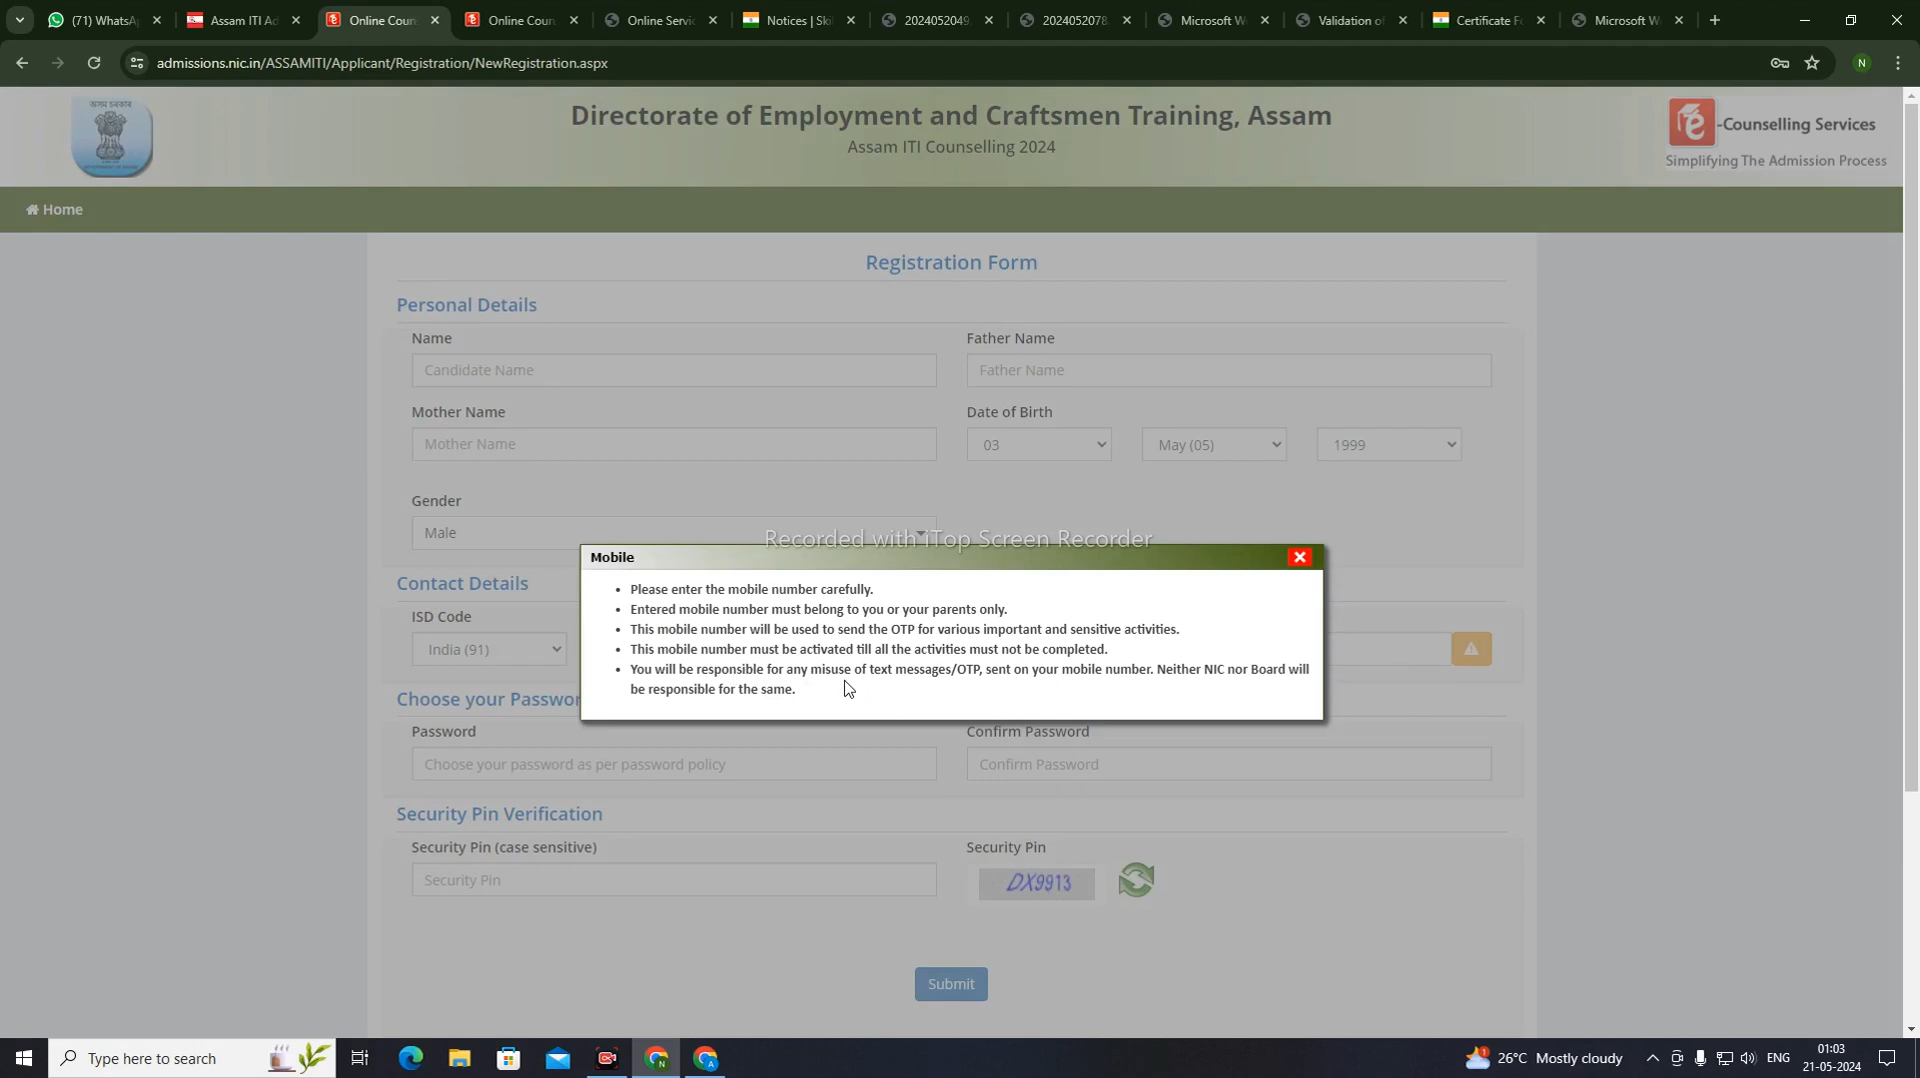 (71) WhatsA
Assam ITI Ad
Online Coun
Online Coun
Online Servic
Notices | Ski
2024052049
2024052078
Microsoft W
Validation of
Certificate F
Microsoft W
admissions.nic.in/ASSAMITI/Applicant/Registration/NewRegistration.aspx
N
Directorate of Employment and Craftsmen Training, Assam
Assam ITI Counselling 2024
অসম চৰকাৰ
-Counselling Services
Simplifying The Admission Process
Home
Registration Form
Personal Details
Name
Father Name
Candidate Name
Father Name
Mother Name
Date of Birth
Mother Name
03
May (05)
1999
Gender
Male
Recorded with iTop Screen Recorder
Mobile
Contact Details
• Please enter the mobile number carefully.
• Entered mobile number must belong to you or your parents only.
• This mobile number will be used to send the OTP for various important and sensitive activities.
• This mobile number must be activated till all the activities must not be completed.
• You will be responsible for any misuse of text messages/OTP, sent on your mobile number. Neither NIC nor Board will
be responsible for the same.
ISD Code
India (91)
Choose your Passwor
Password
Confirm Password
Choose your password as per password policy
Confirm Password
Security Pin Verification
Security Pin (case sensitive)
Security Pin
Security Pin
DX9913
Submit
Type here to search
26°C Mostly cloudy
ENG
01:03
21-05-2024